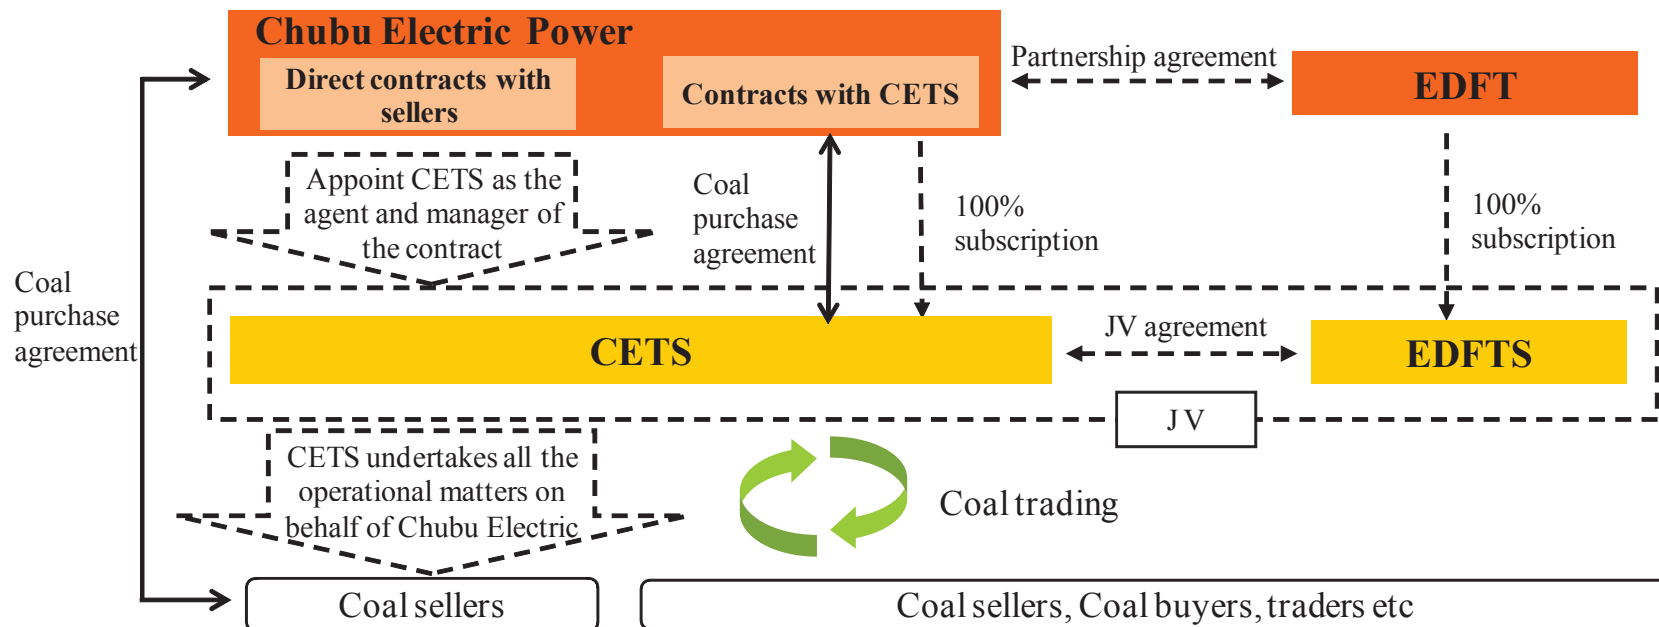 Chubu Electric Power
Direct contracts with
sellers
Contracts with CETS
Partnership agreement
EDFT
Appoint CETS as the
agent and manager of
the contract
Coal
purchase
agreement
100%
subscription
100%
subscription
Coal
purchase
agreement
CETS
JV agreement
EDFTS
JV
CETS undertakes all the
operational matters on
behalf of Chubu Electric
Coal trading
Coal sellers
Coal sellers, Coal buyers, traders etc